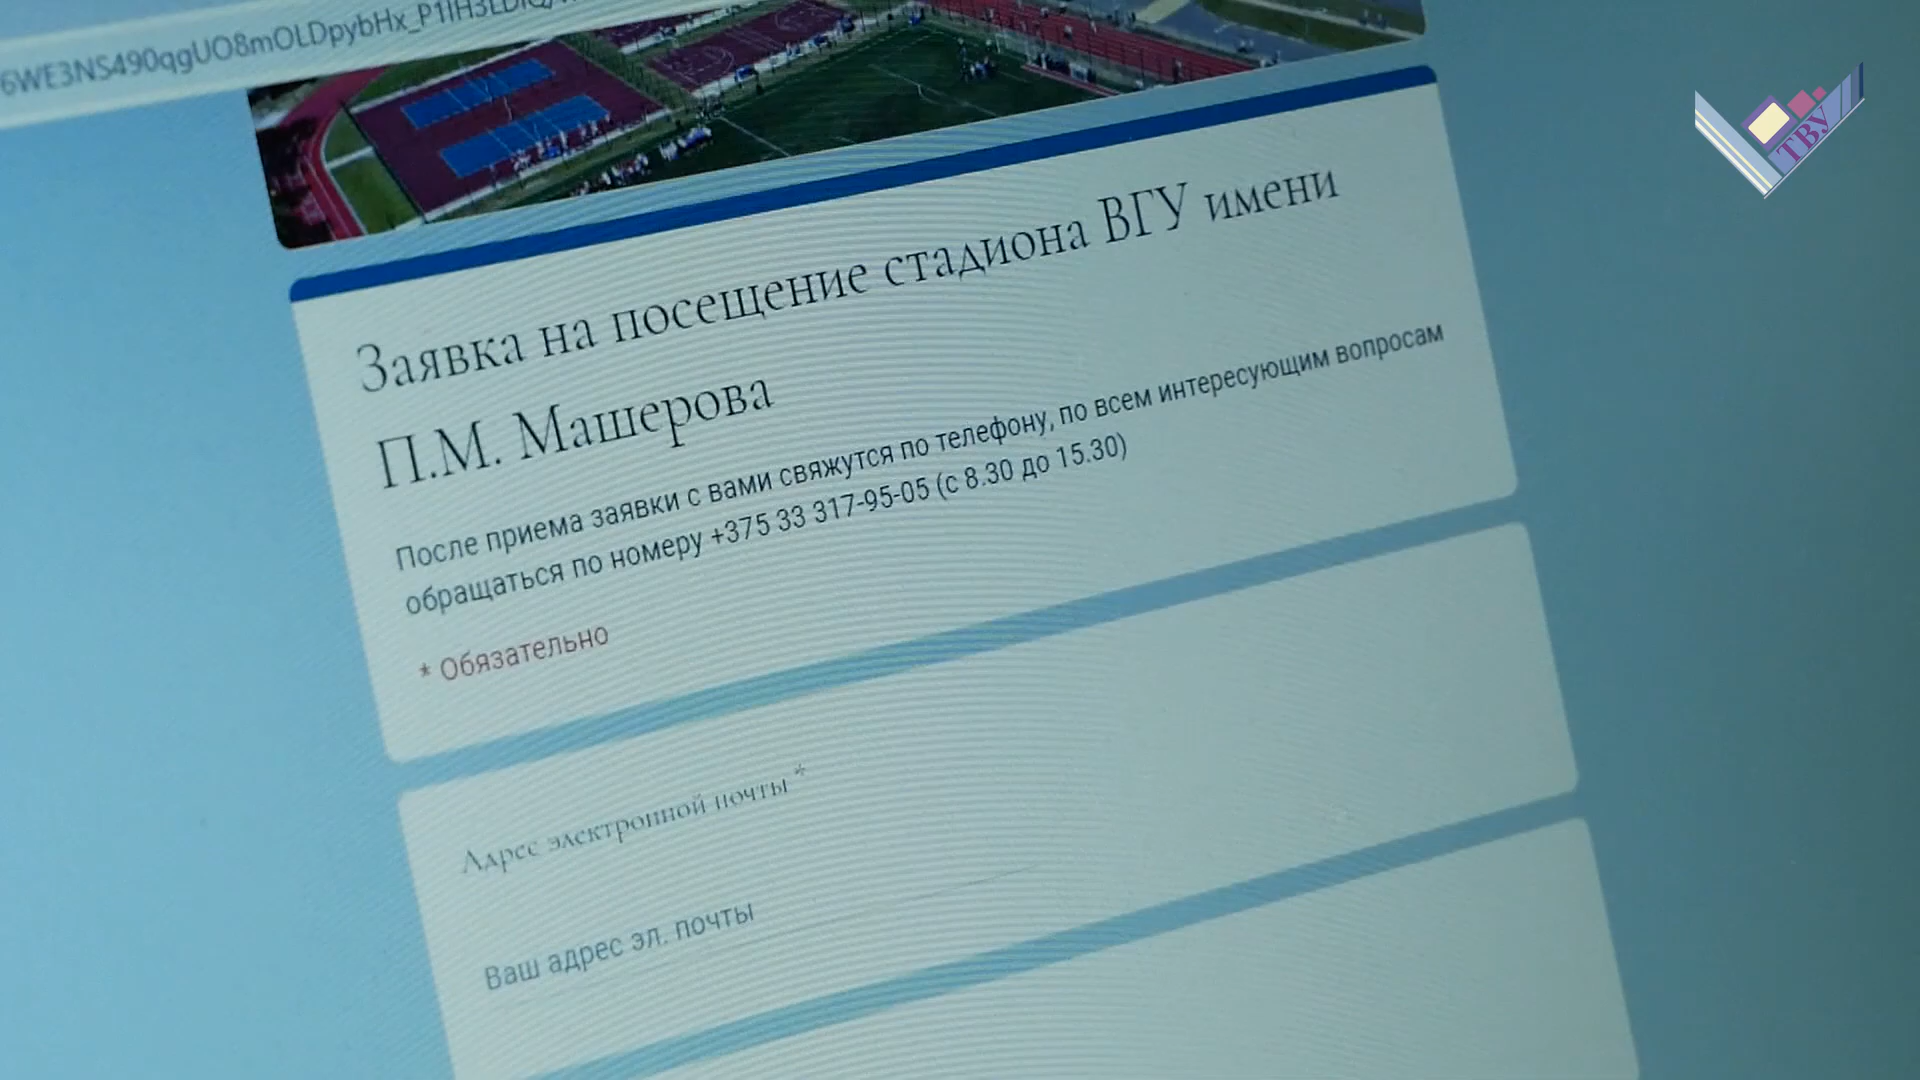 Заявка на посещение стадиона ВГУ имени
П.М. Машерова
После приема заявки с вами свяжутся по телефону, по всем интересующим вопросам
обращаться по номеру +375 33 317-95-05 (с 8.30 до 15.30)
* Обязательно
Адрес электронной почты *
Ваш адрес эл. почты
ТВУ